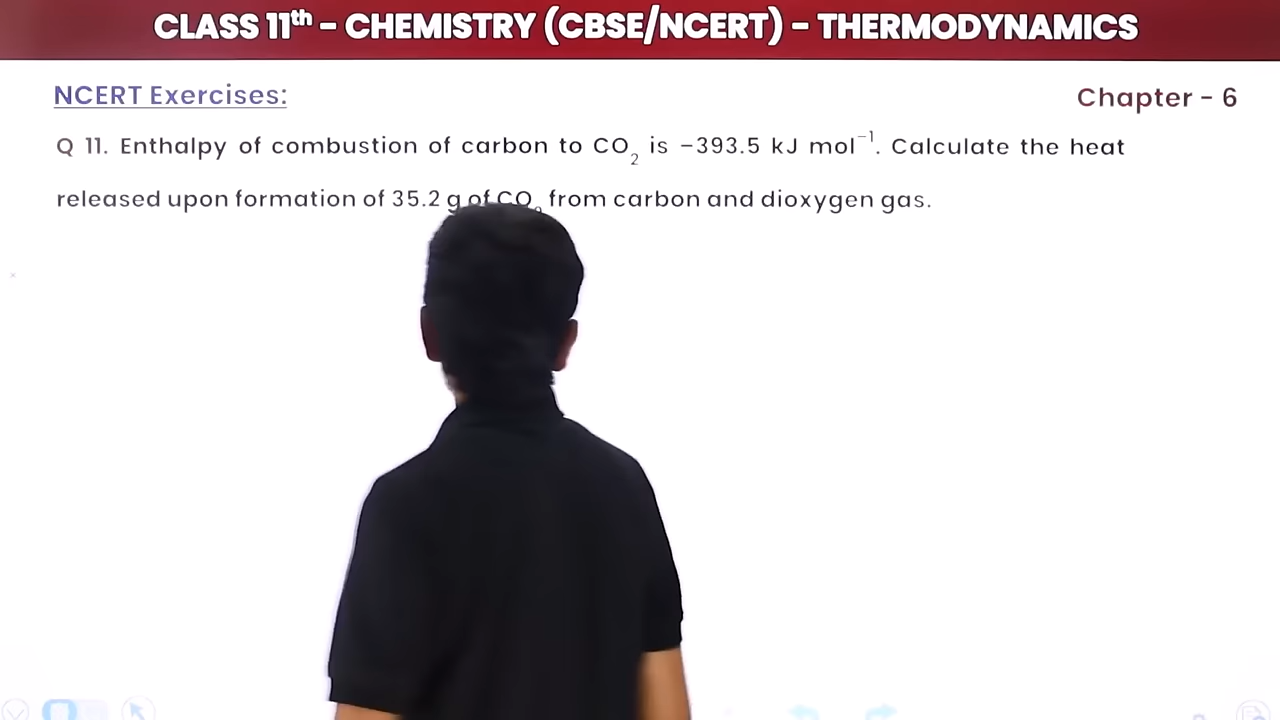 CLASS 11th – CHEMISTRY (CBSE/NCERT) – THERMODYNAMICS
NCERT Exercises:
Chapter - 6
Q 11. Enthalpy of combustion of carbon to CO₂ is –393.5 kJ mol⁻¹. Calculate the heat
released upon formation of 35.2 g of CO₂ from carbon and dioxygen gas.